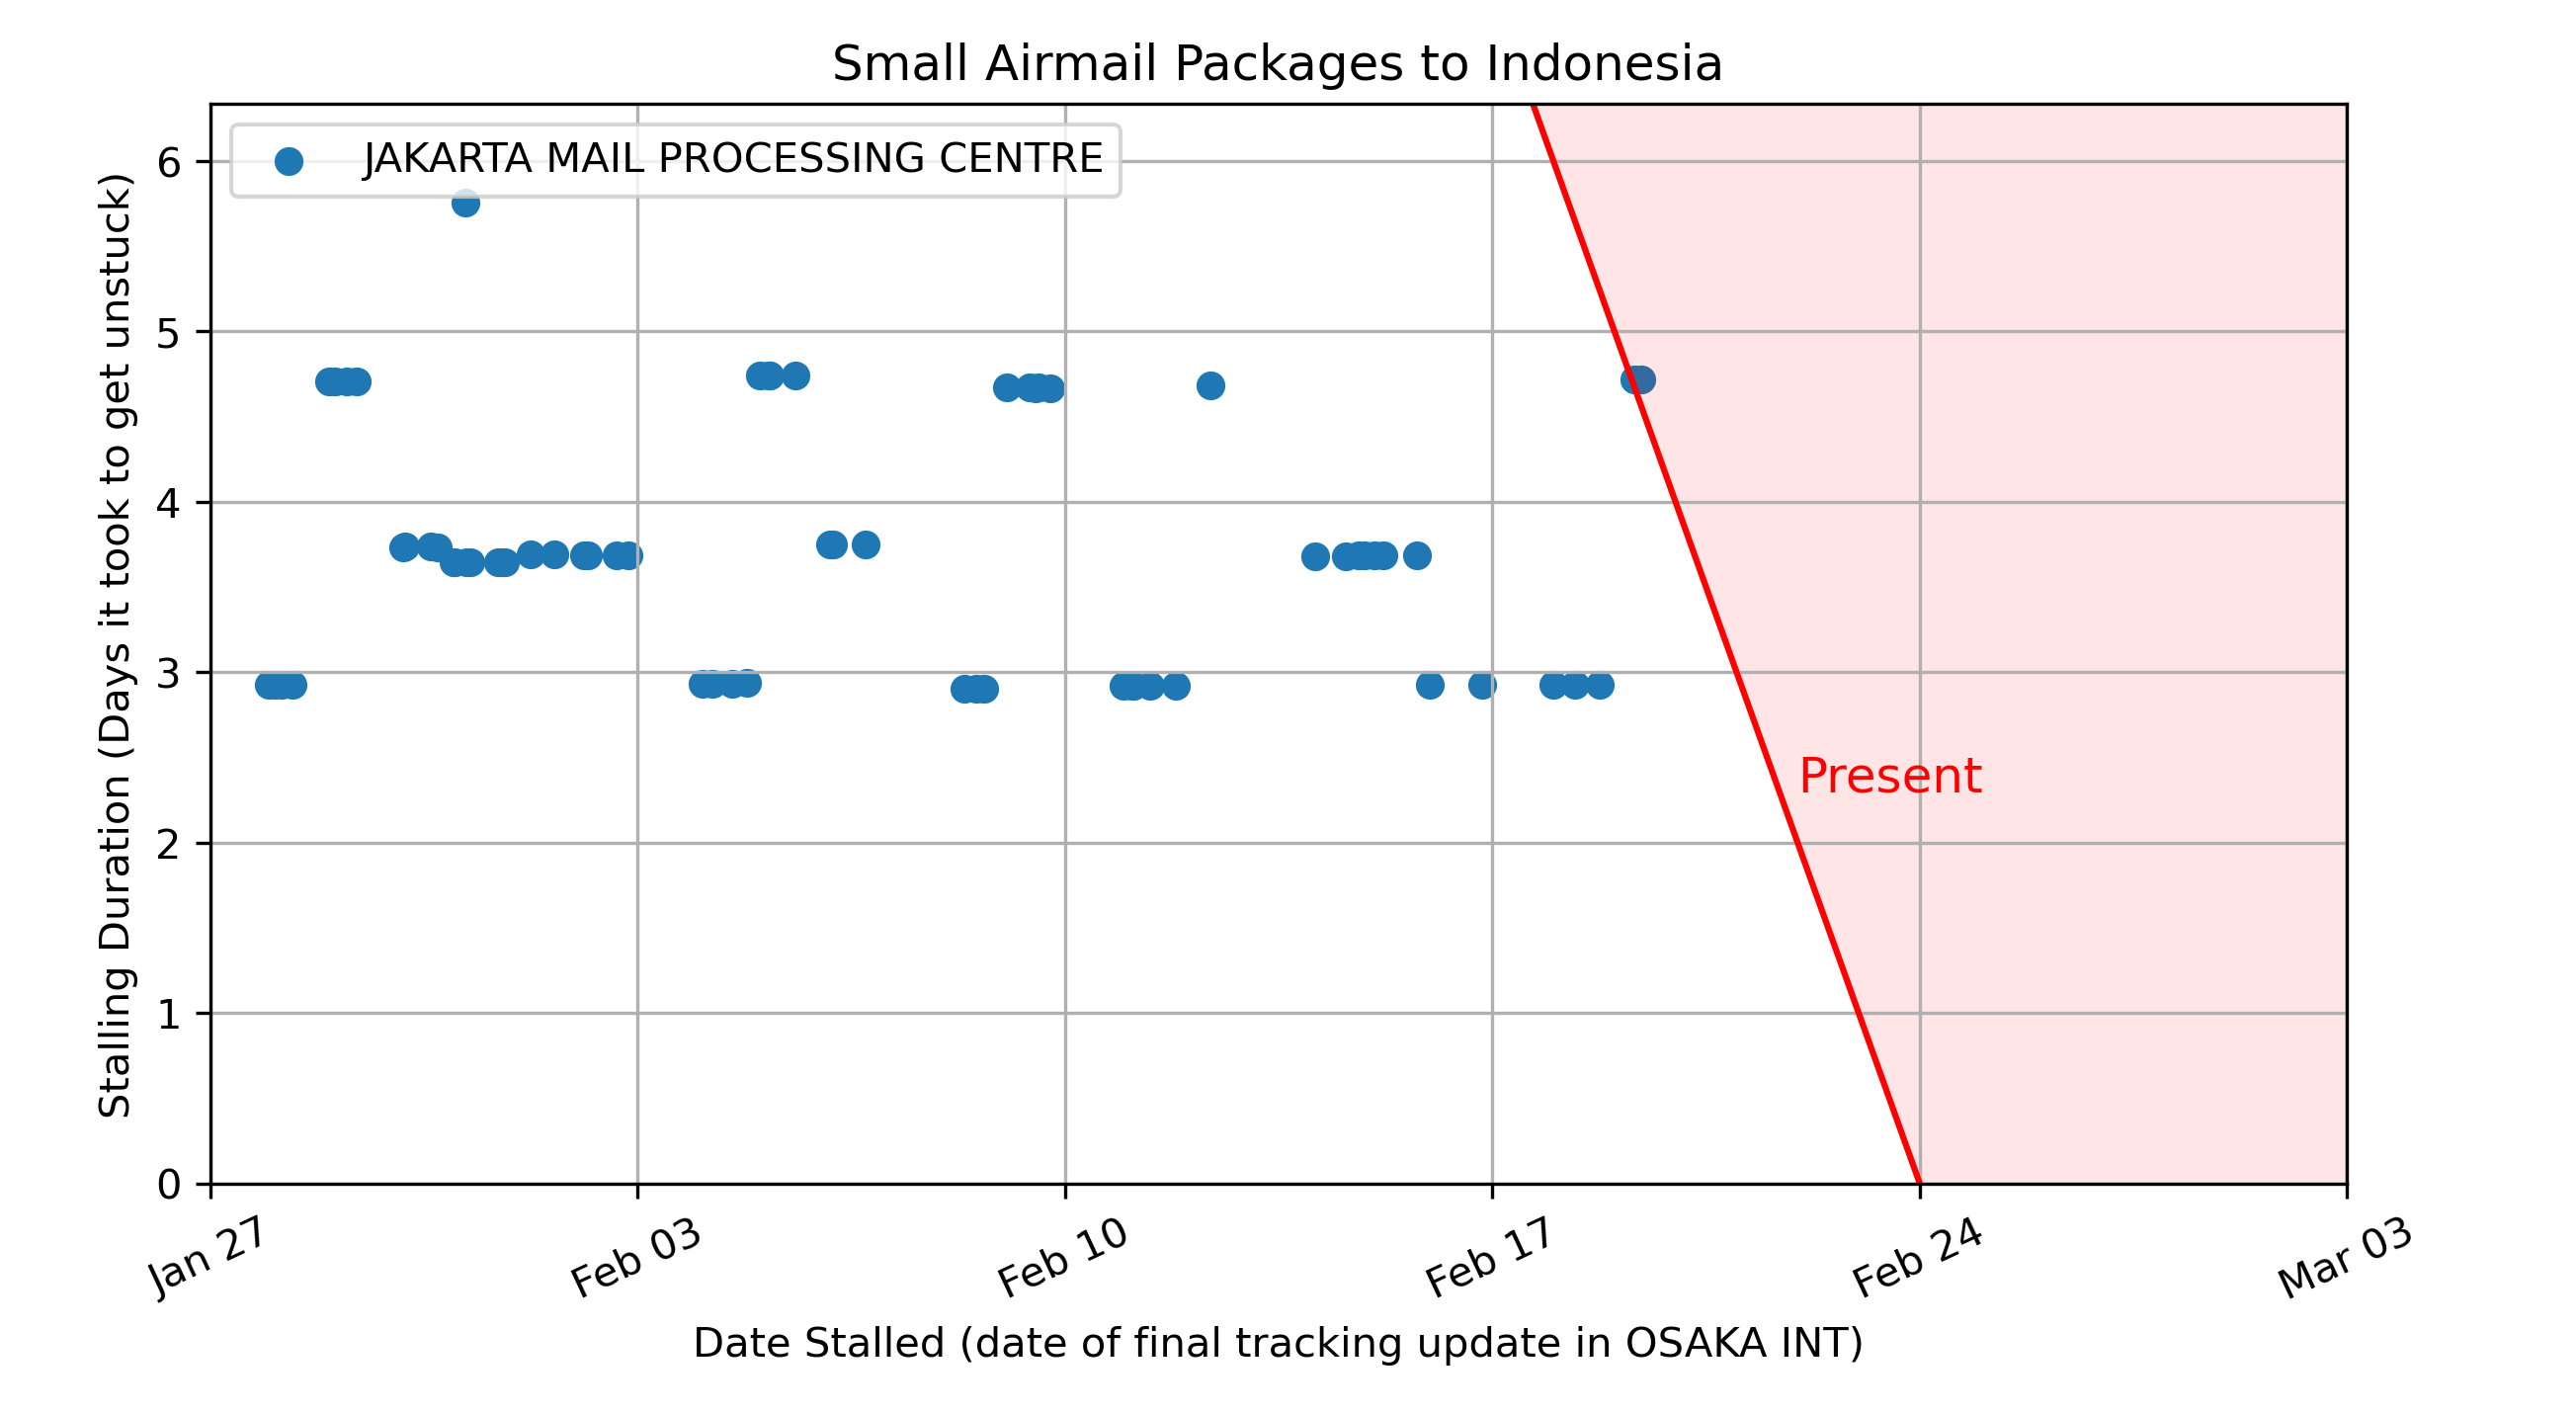 Small Airmail Packages to Indonesia
JAKARTA MAIL PROCESSING CENTRE
Stalling Duration (Days it took to get unstuck)
6
5
4
3
2
1
0
Present
Jan 27
Feb 03
Feb 10
Feb 17
Feb 24
Mar 03
Date Stalled (date of final tracking update in OSAKA INT)